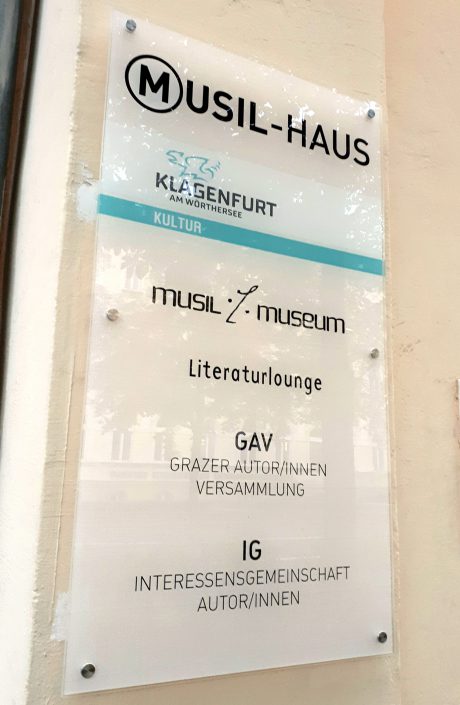 MUSIL-HAUS
KLAGENFURT
AM WÖRTHERSEE
KULTUR
musil museum
Literaturlounge
GAV
GRAZER AUTOR/INNEN
VERSAMMLUNG
IG
INTERESSENSGEMEINSCHAFT
AUTOR/INNEN